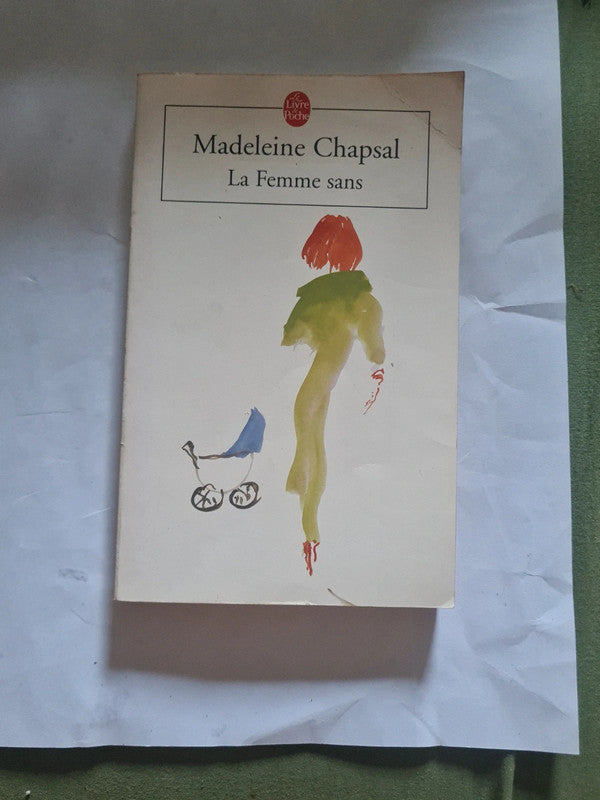 Le
Livre
de
Poche
Madeleine Chapsal
La Femme sans